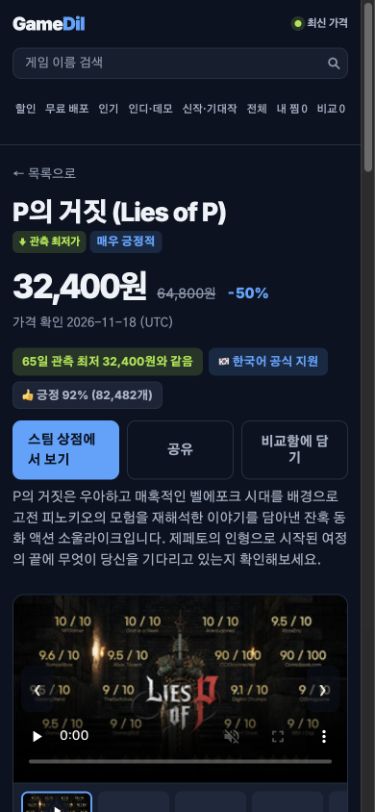 GameDil
최신 가격
게임 이름 검색
할인 무료 배포 인기 인디·데모 신작·기대작 전체 내 찜 0 비교 0
← 목록으로
P의 거짓 (Lies of P)
관측 최저가 매우 긍정적
32,400원 64,800원 -50%
가격 확인 2026-11-18 (UTC)
65일 관측 최저 32,400원와 같음 한국어 공식 지원
👍 긍정 92% (82,482개)
스팀 상점에
서 보기
공유
비교함에 담
기
P의 거짓은 우아하고 매혹적인 벨에포크 시대를 배경으로
고전 피노키오의 모험을 재해석한 이야기를 담아낸 잔혹 동
화 액션 소울라이크입니다. 제페토의 인형으로 시작된 여정
의 끝에 무엇이 당신을 기다리고 있는지 확인해보세요.
10 / 10 10 / 10 10 / 10 9.5 / 10
9.6 / 10 9.5 / 10 90 / 100 90 / 100
9 / 10 9 / 10 9.1 / 10 9 / 10
LIES
OF P
9.5 / 10 9 / 10 9 / 10 9 / 10
0:00